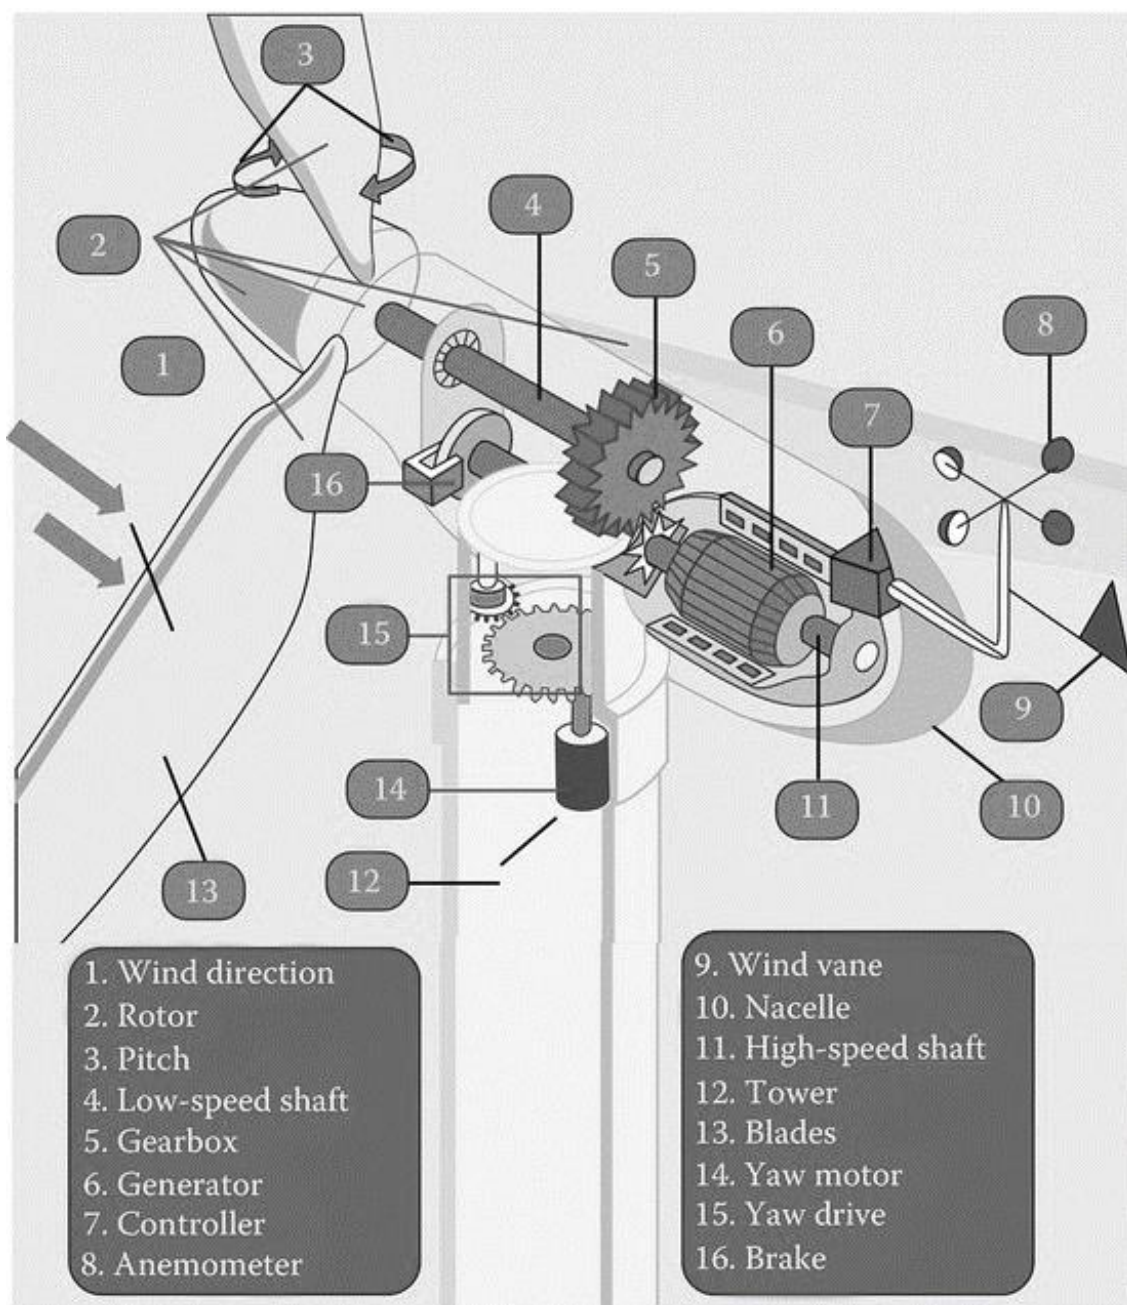 3
4
2
5
8
6
1
7
16
15
9
14
11
10
12
13
1. Wind direction
2. Rotor
3. Pitch
4. Low-speed shaft
5. Gearbox
6. Generator
7. Controller
8. Anemometer
9. Wind vane
10. Nacelle
11. High-speed shaft
12. Tower
13. Blades
14. Yaw motor
15. Yaw drive
16. Brake